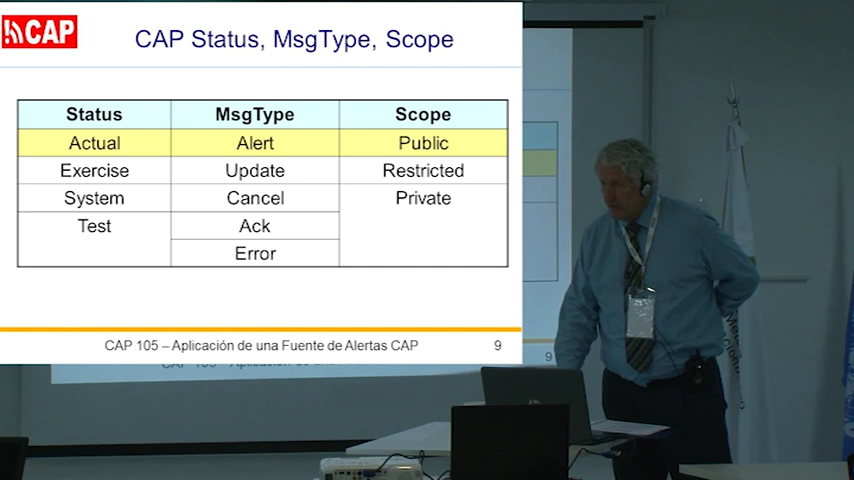 CAP
CAP Status, MsgType, Scope
Status MsgType Scope
Actual Alert Public
Exercise Update Restricted
System Cancel Private
Test Ack
Error
CAP 105 – Aplicación de una Fuente de Alertas CAP 9
9